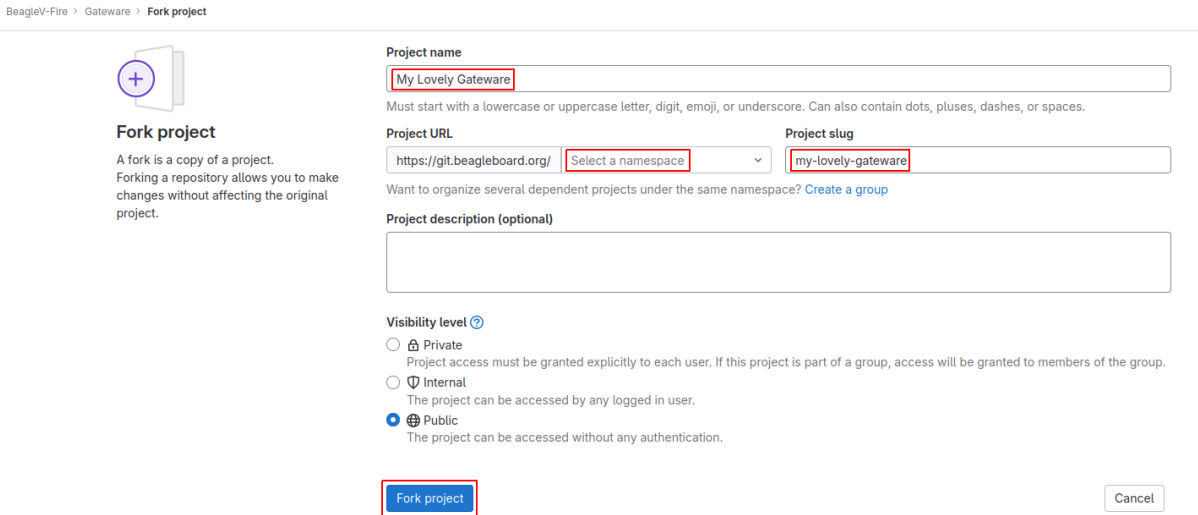 BeagleV-Fire > Gateware > Fork project
Fork project
A fork is a copy of a project.
Forking a repository allows you to make
changes without affecting the original
project.
Project name
My Lovely Gateware
Must start with a lowercase or uppercase letter, digit, emoji, or underscore. Can also contain dots, pluses, dashes, or spaces.
Project URL
https://git.beagleboard.org/ Select a namespace
Project slug
my-lovely-gateware
Want to organize several dependent projects under the same namespace? Create a group
Project description (optional)
Visibility level ?
Private
Project access must be granted explicitly to each user. If this project is part of a group, access will be granted to members of the group.
Internal
The project can be accessed by any logged in user.
Public
The project can be accessed without any authentication.
Fork project
Cancel